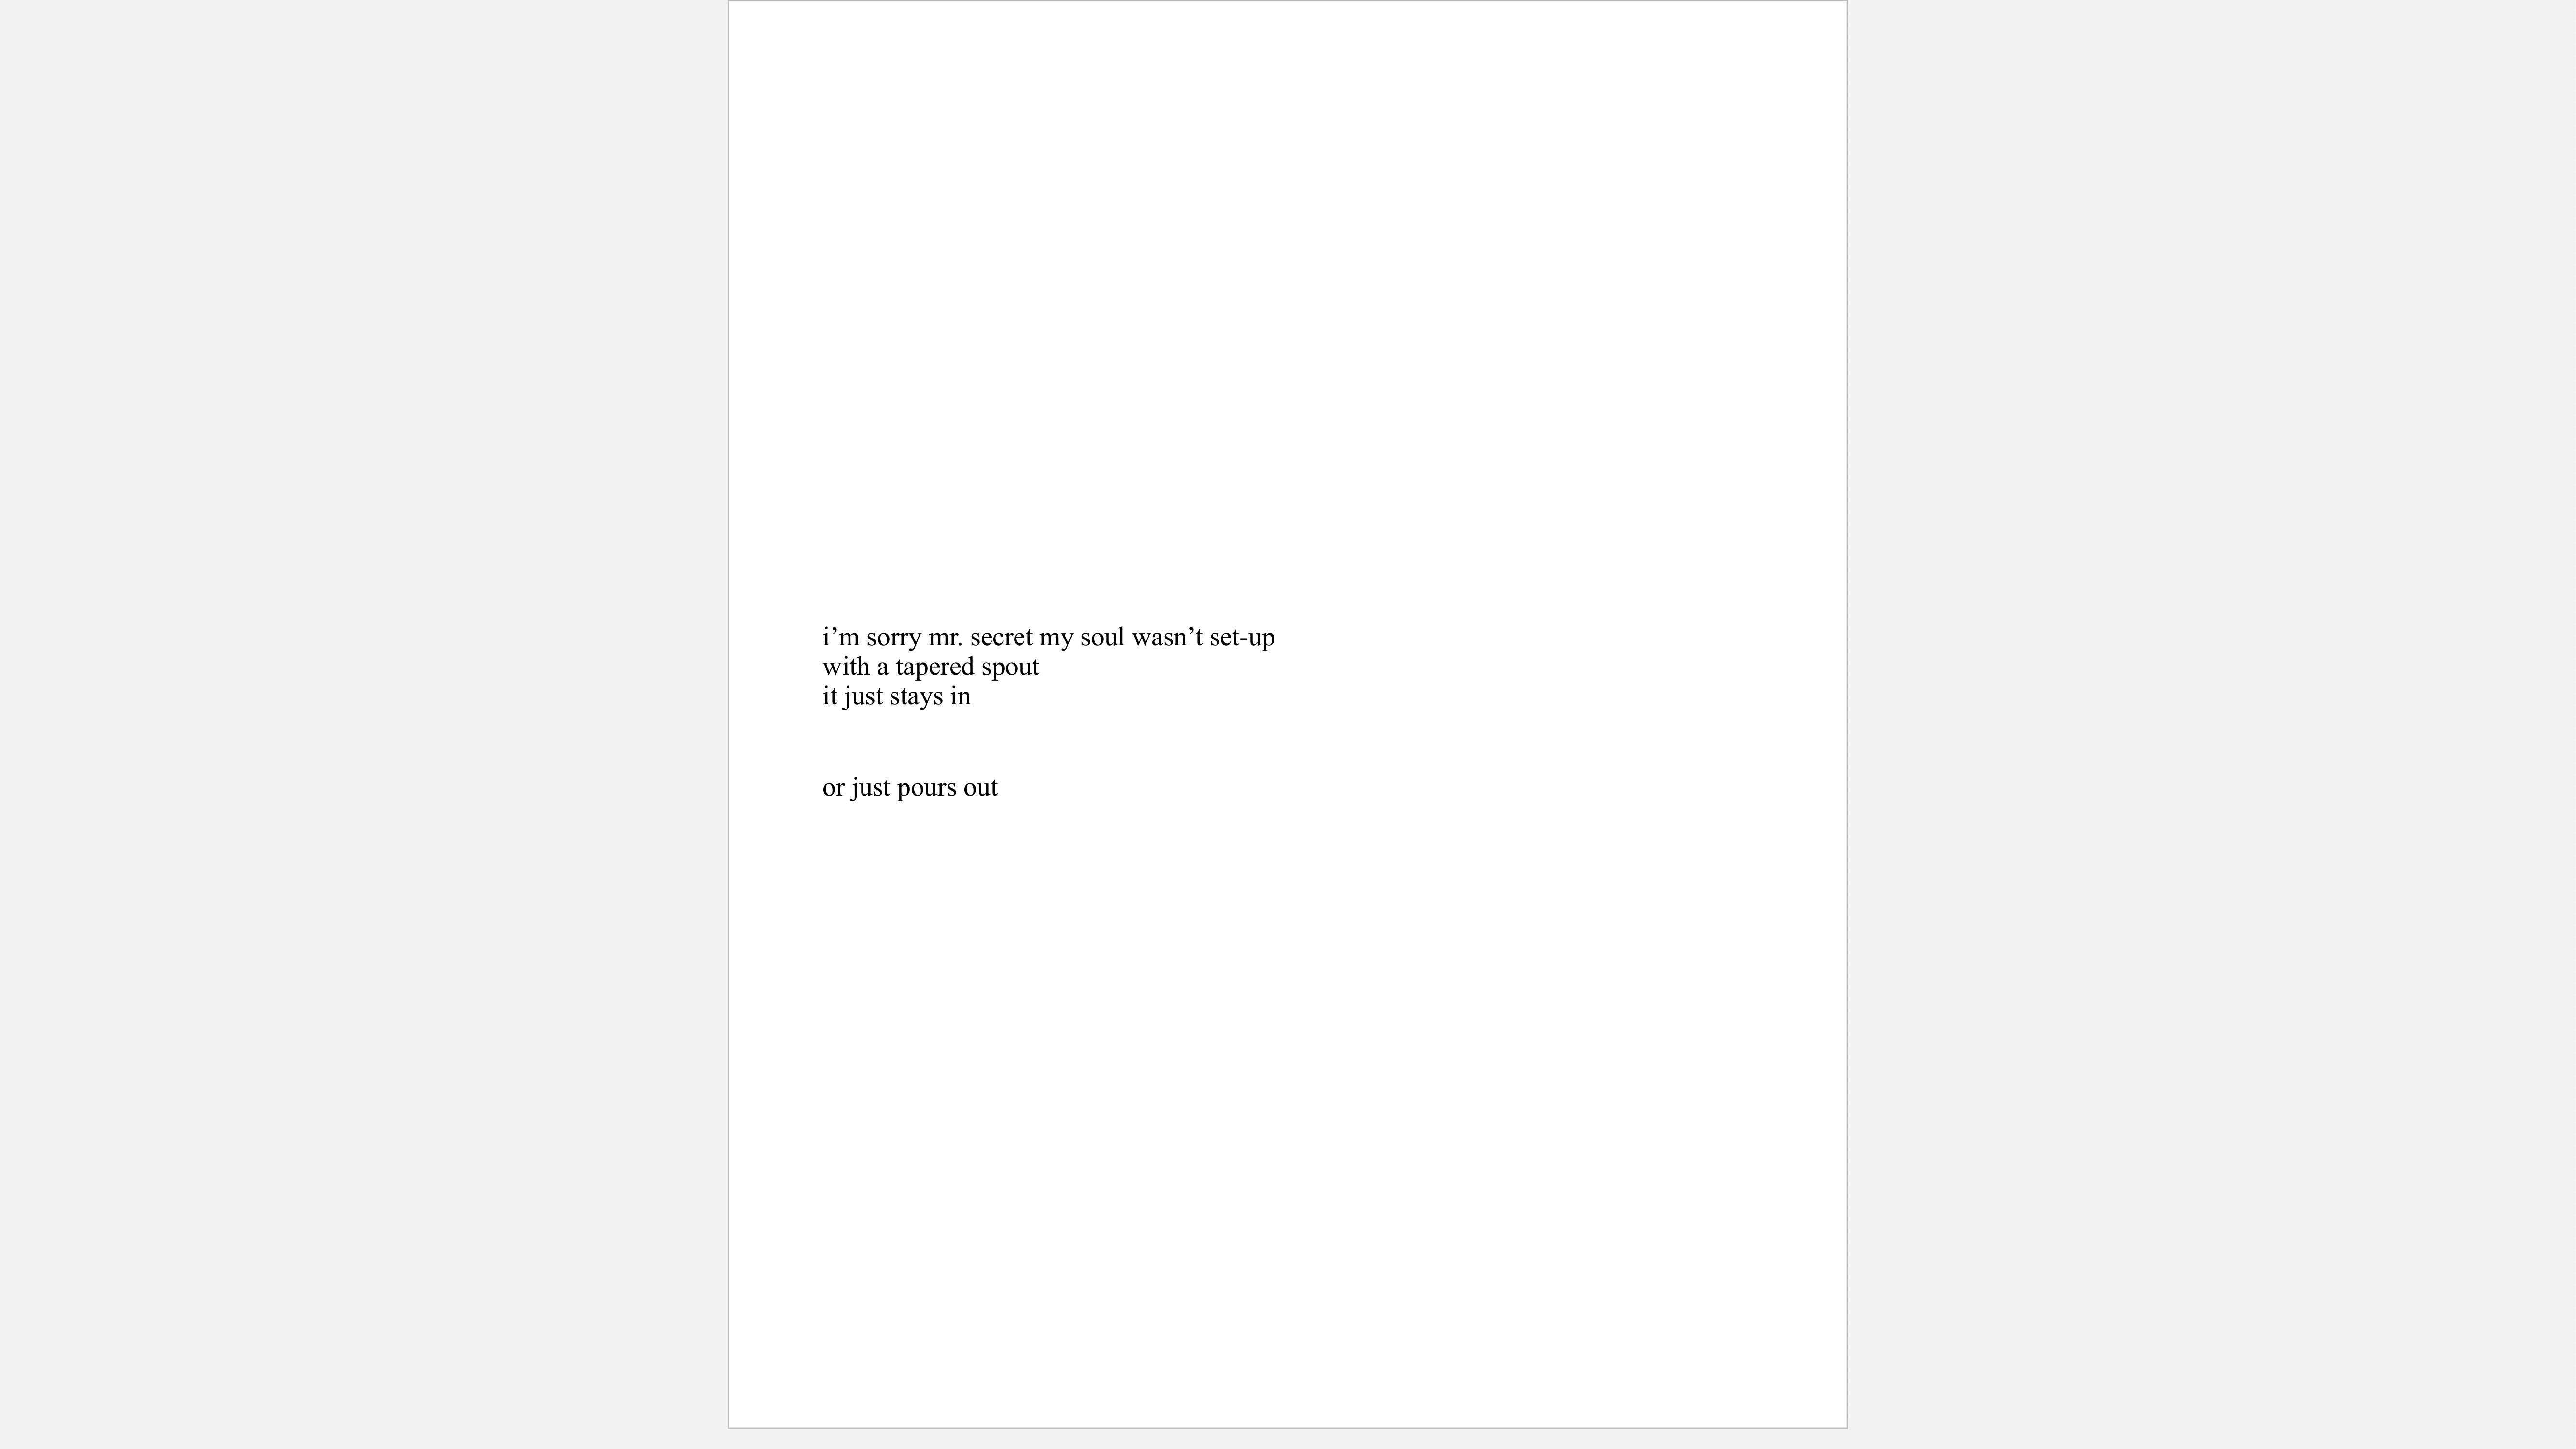 i’m sorry mr. secret my soul wasn’t set-up
with a tapered spout
it just stays in
or just pours out